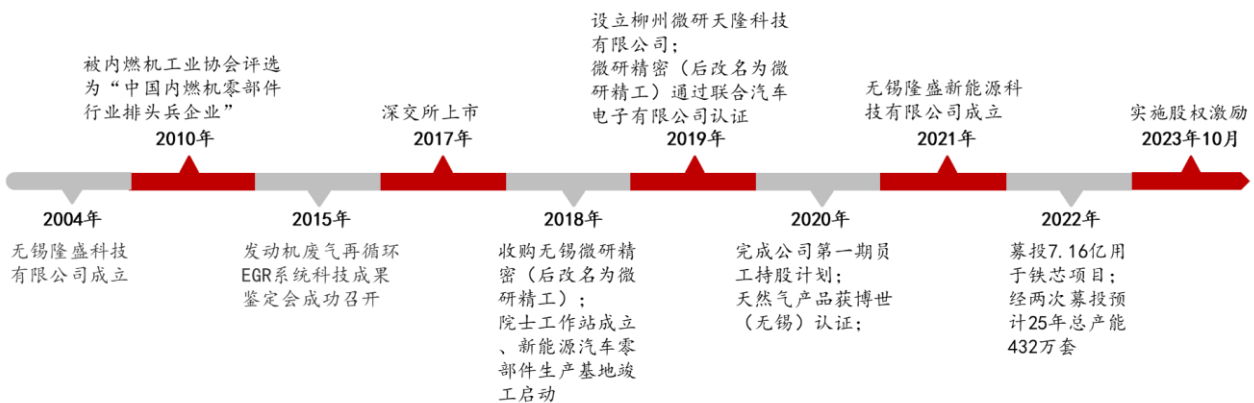 被内燃机工业协会评选
为“中国内燃机零部件
行业排头兵企业”
2010年
深交所上市
2017年
设立柳州微研天隆科技
有限公司；
微研精密（后改名为微
研精工）通过联合汽车
电子有限公司认证
2019年
无锡隆盛新能源科
技有限公司成立
2021年
实施股权激励
2023年10月
2004年
无锡隆盛科技
有限公司成立
2015年
发动机废气再循环
EGR系统科技成果
鉴定会成功召开
2018年
收购无锡微研精
密（后改名为微
研精工）；
院士工作站成立
、新能源汽车零
部件生产基地竣
工启动
2020年
完成公司第一期员
工持股计划；
天然气产品获博世
（无锡）认证；
2022年
募投7.16亿用
于铁芯项目；
经两次募投预
计25年总产能
432万套